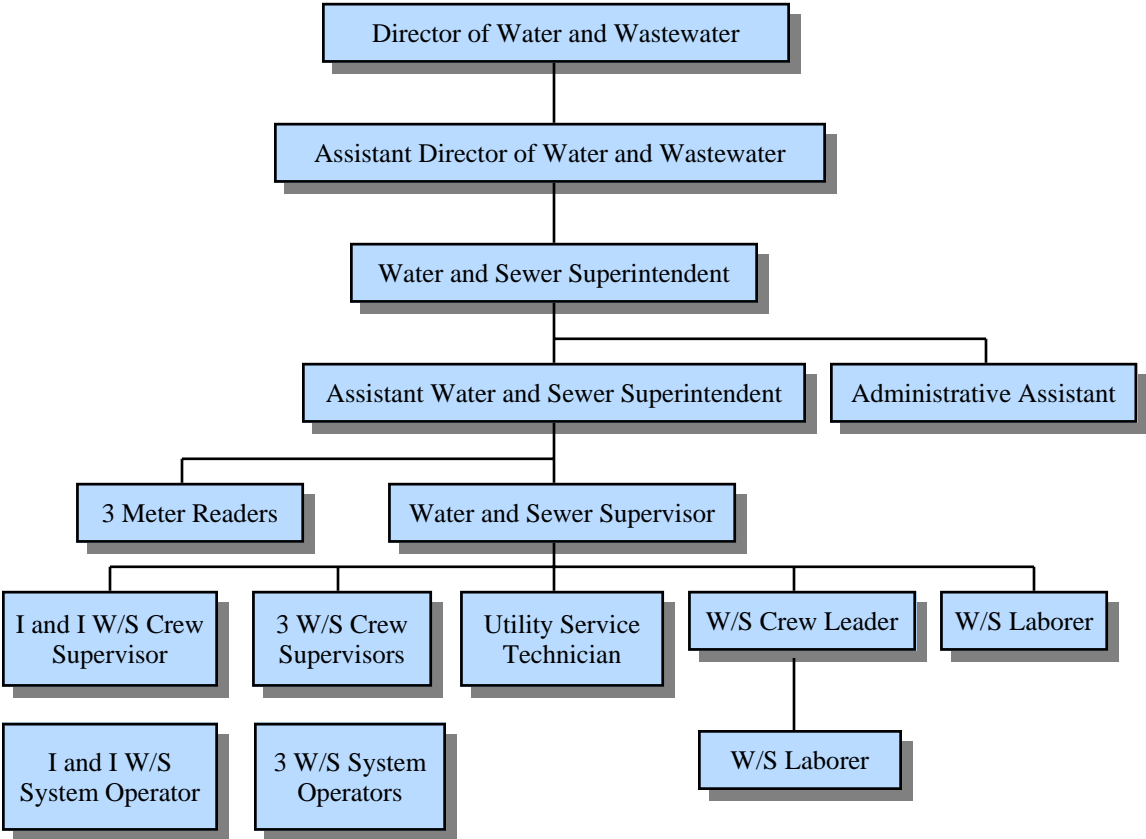 Director of Water and Wastewater
Assistant Director of Water and Wastewater
Water and Sewer Superintendent
Assistant Water and Sewer Superintendent
Administrative Assistant
3 Meter Readers
Water and Sewer Supervisor
I and I W/S Crew
Supervisor
3 W/S Crew
Supervisors
Utility Service
Technician
W/S Crew Leader
W/S Laborer
I and I W/S
System Operator
3 W/S System
Operators
W/S Laborer